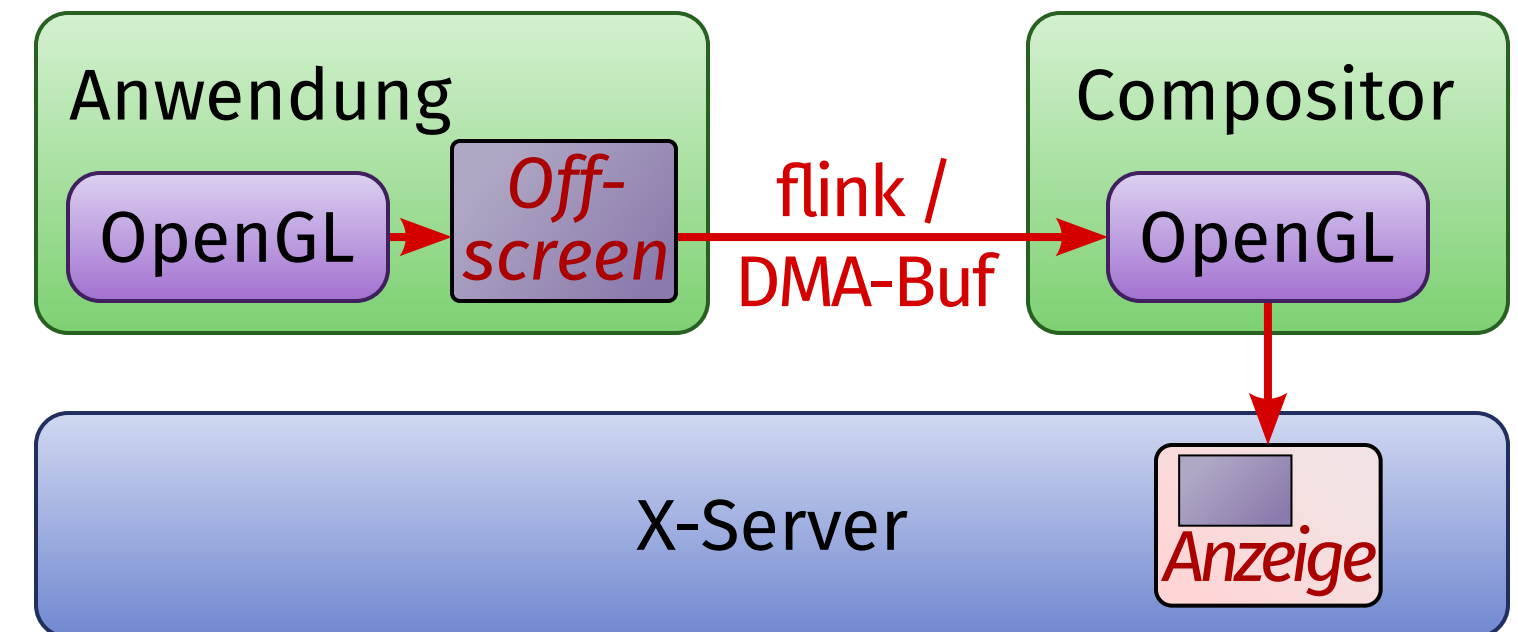 Anwendung
OpenGL
Off-
screen
flink /
DMA-Buf
Compositor
OpenGL
X-Server
Anzeige